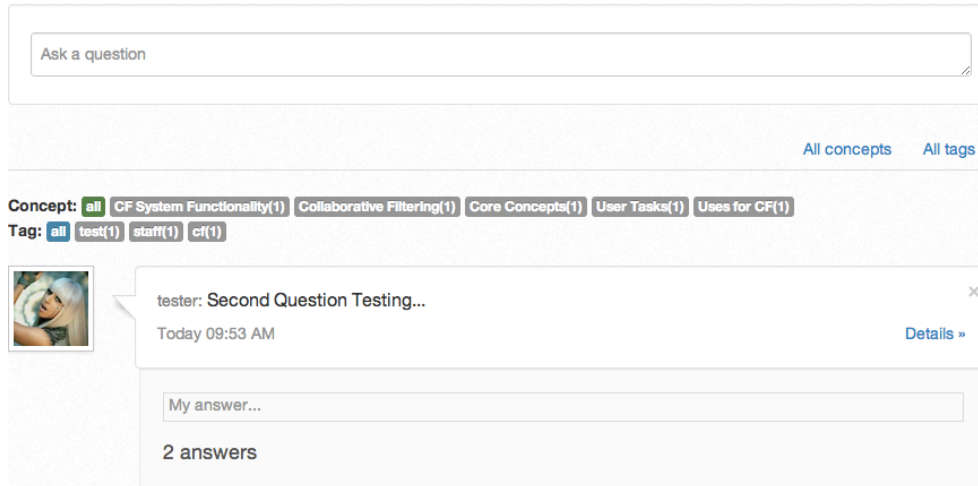 Ask a question
All concepts All tags
Concept: all CF System Functionality(1) Collaborative Filtering(1) Core Concepts(1) User Tasks(1) Uses for CF(1)
Tag: all test(1) staff(1) cf(1)
tester: Second Question Testing... ×
Today 09:53 AM Details »
My answer...
2 answers